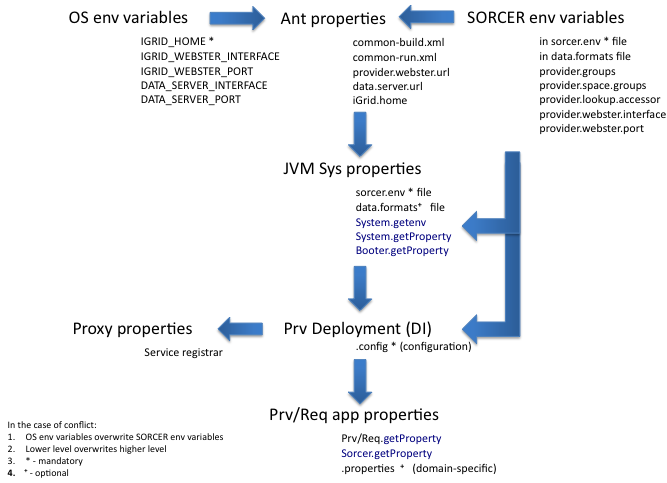 OS env variables
Ant properties
SORCER env variables
IGRID_HOME *
IGRID_WEBSTER_INTERFACE
IGRID_WEBSTER_PORT
DATA_SERVER_INTERFACE
DATA_SERVER_PORT
common-build.xml
common-run.xml
provider.webster.url
data.server.url
iGrid.home
in sorcer.env * file
in data.formats file
provider.groups
provider.space.groups
provider.lookup.accessor
provider.webster.interface
provider.webster.port
JVM Sys properties
sorcer.env * file
data.formats+ file
System.getenv
System.getProperty
Booter.getProperty
Proxy properties
Service registrar
Prv Deployment (DI)
.config * (configuration)
Prv/Req app properties
Prv/Req.getProperty
Sorcer.getProperty
.properties + (domain-specific)
In the case of conflict:
1. OS env variables overwrite SORCER env variables
2. Lower level overwrites higher level
3. * - mandatory
4. + - optional